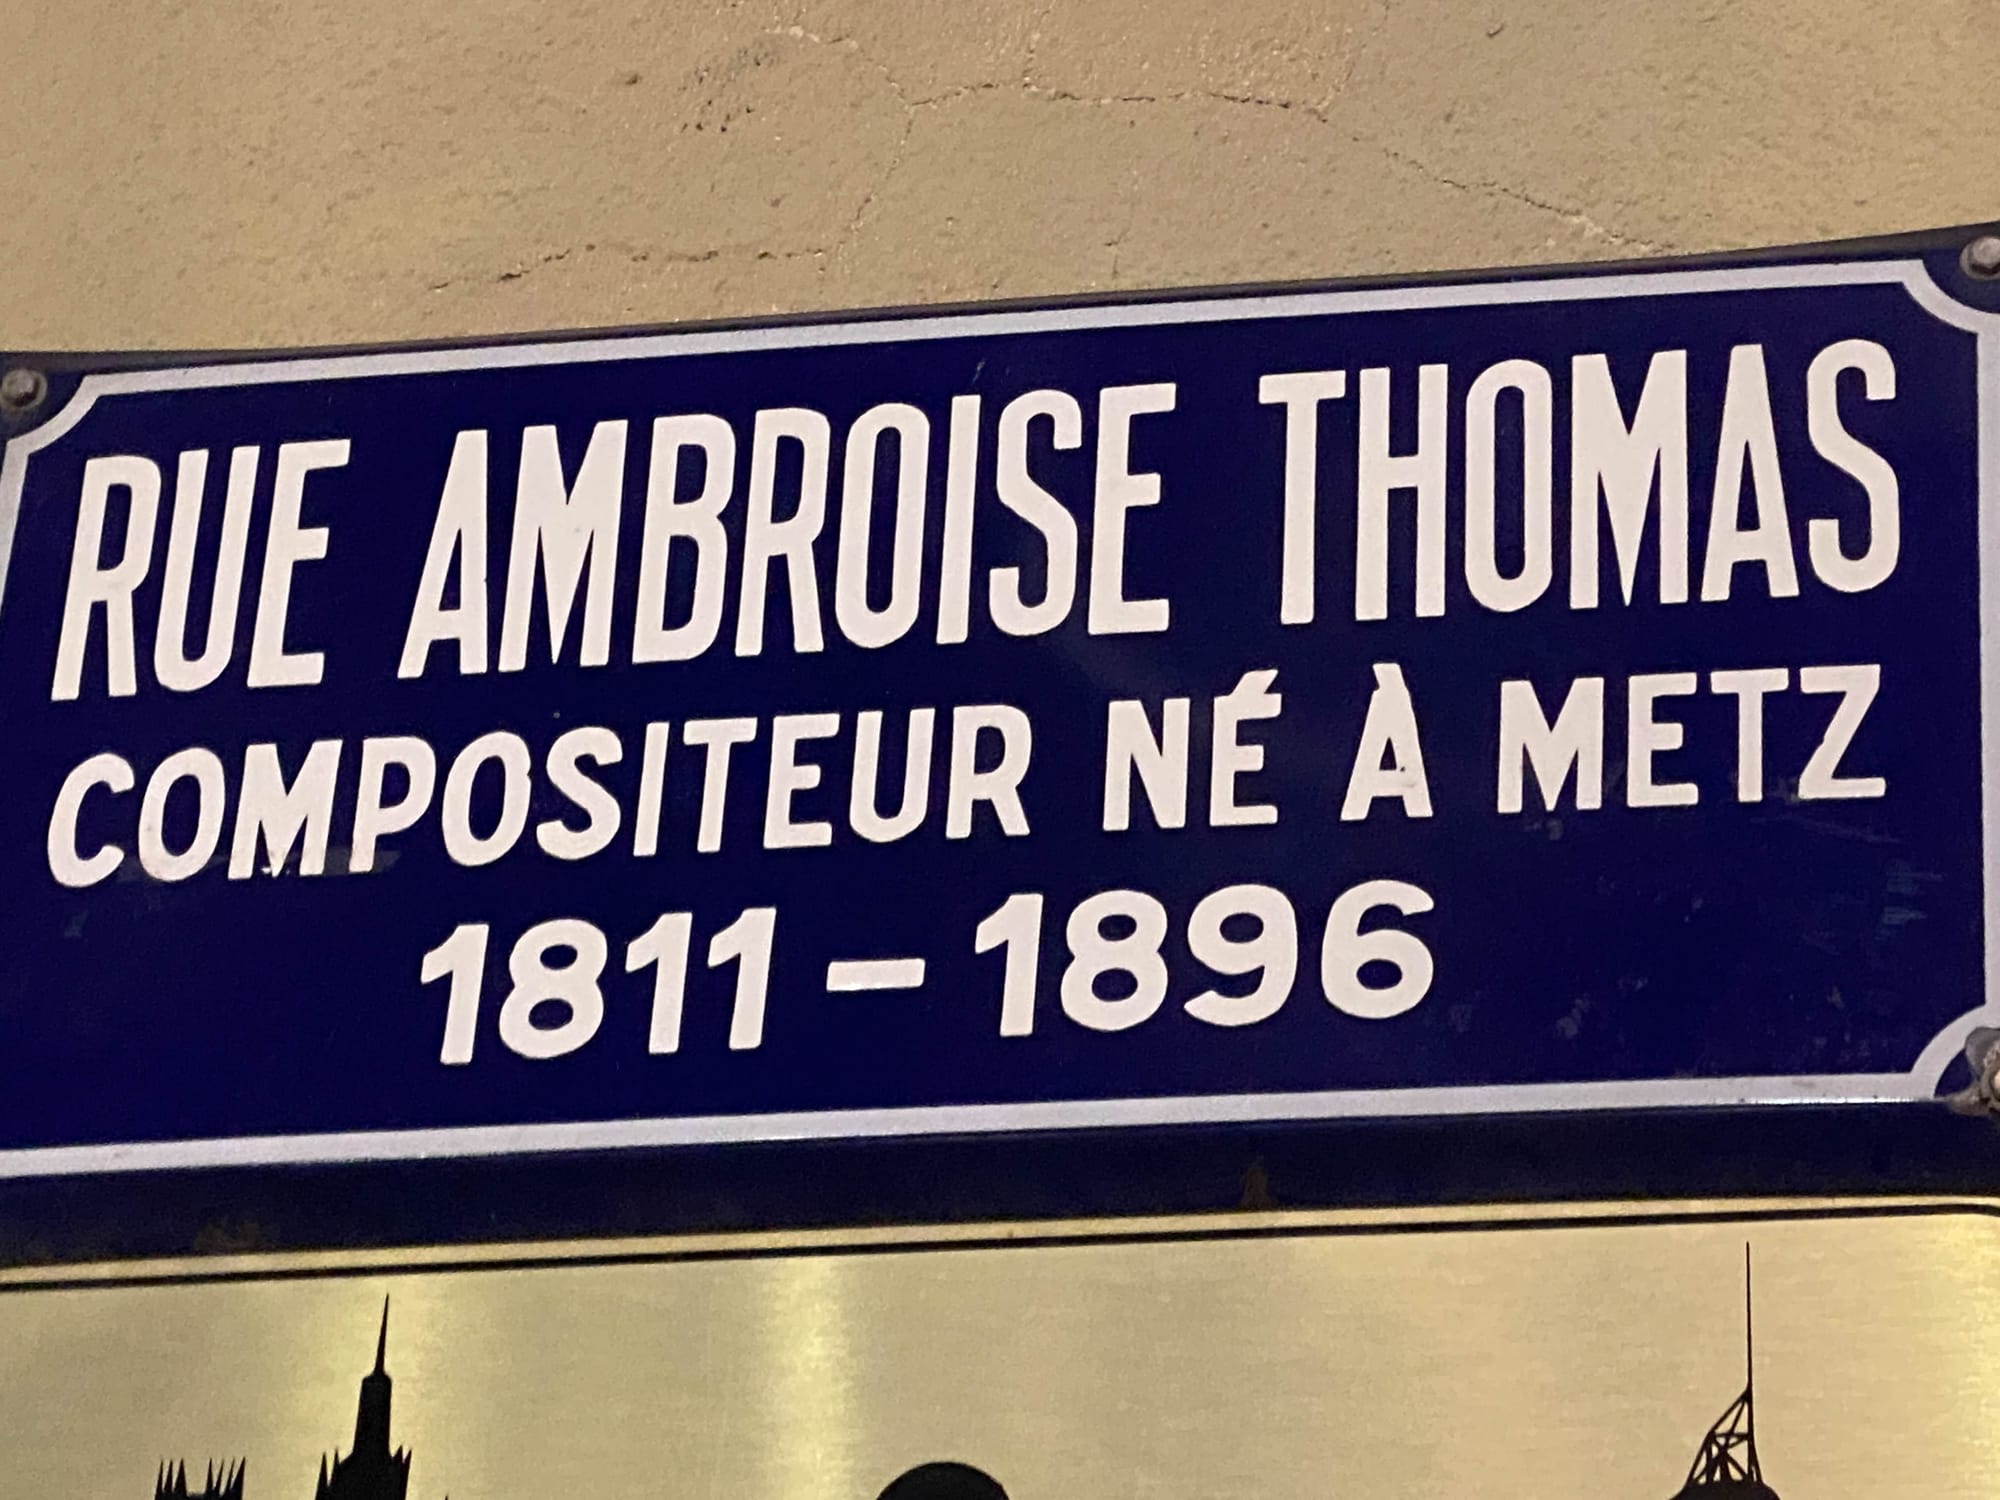 RUE AMBROISE THOMAS
COMPOSITEUR NÉ À METZ
1811 – 1896